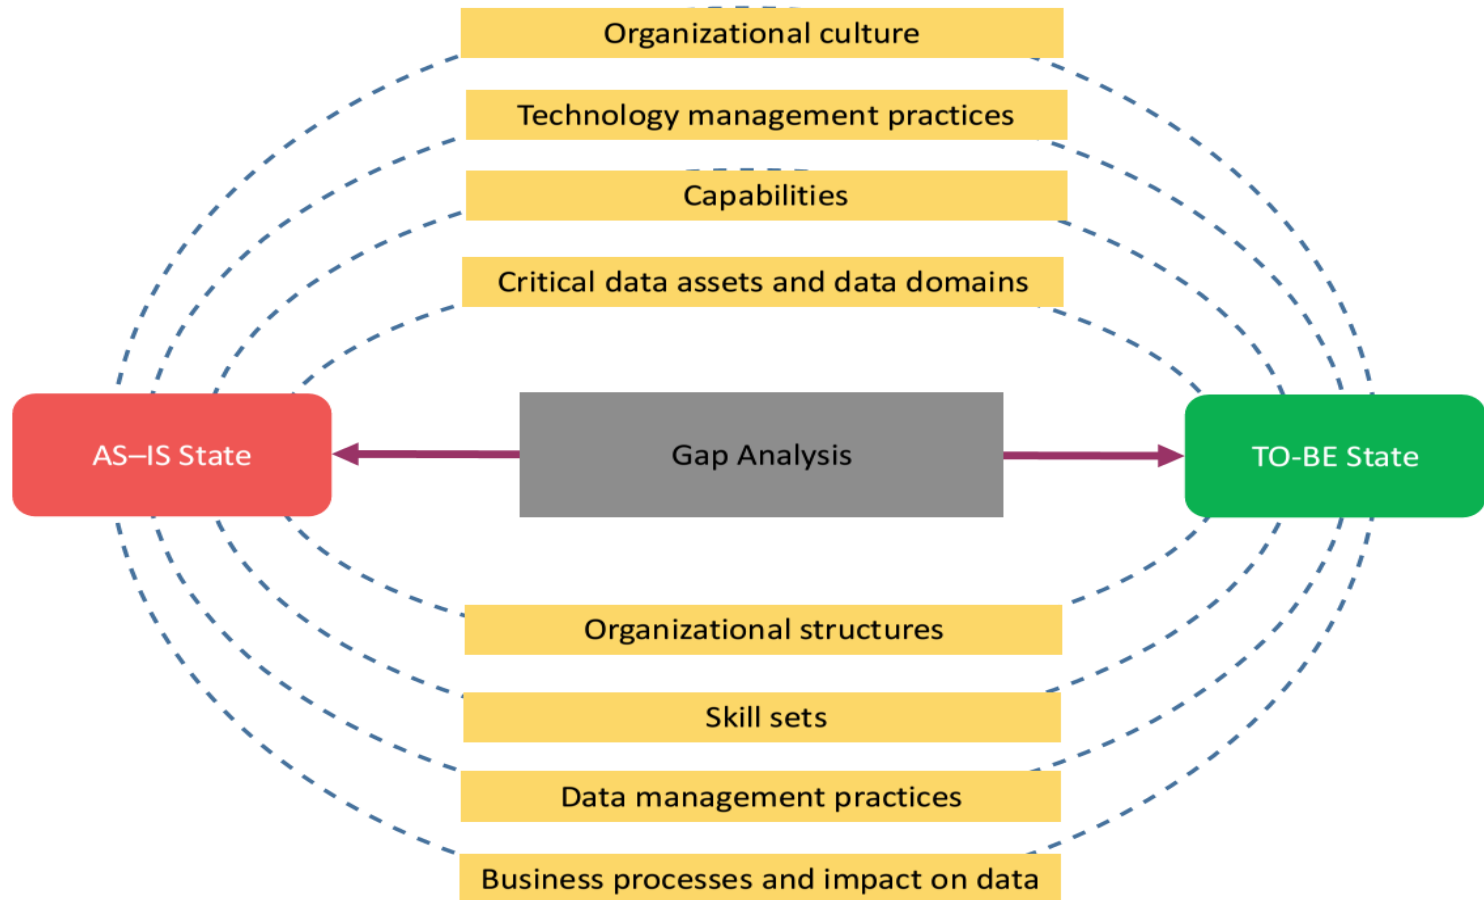 Organizational culture
Technology management practices
Capabilities
Critical data assets and data domains
AS–IS State
Gap Analysis
TO-BE State
Organizational structures
Skill sets
Data management practices
Business processes and impact on data